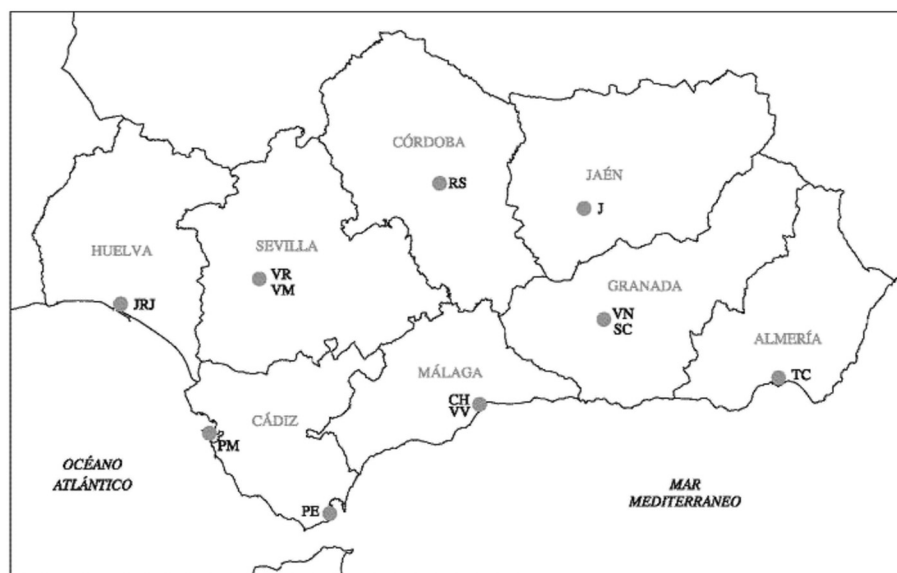 CÓRDOBA
RS
JAÉN
J
HUELVA
JRJ
SEVILLA
VR
VM
GRANADA
VN
SC
ALMERÍA
TC
MÁLAGA
CH
VV
CÁDIZ
PM
PE
OCÉANO
ATLÁNTICO
MAR
MEDITERRANEO